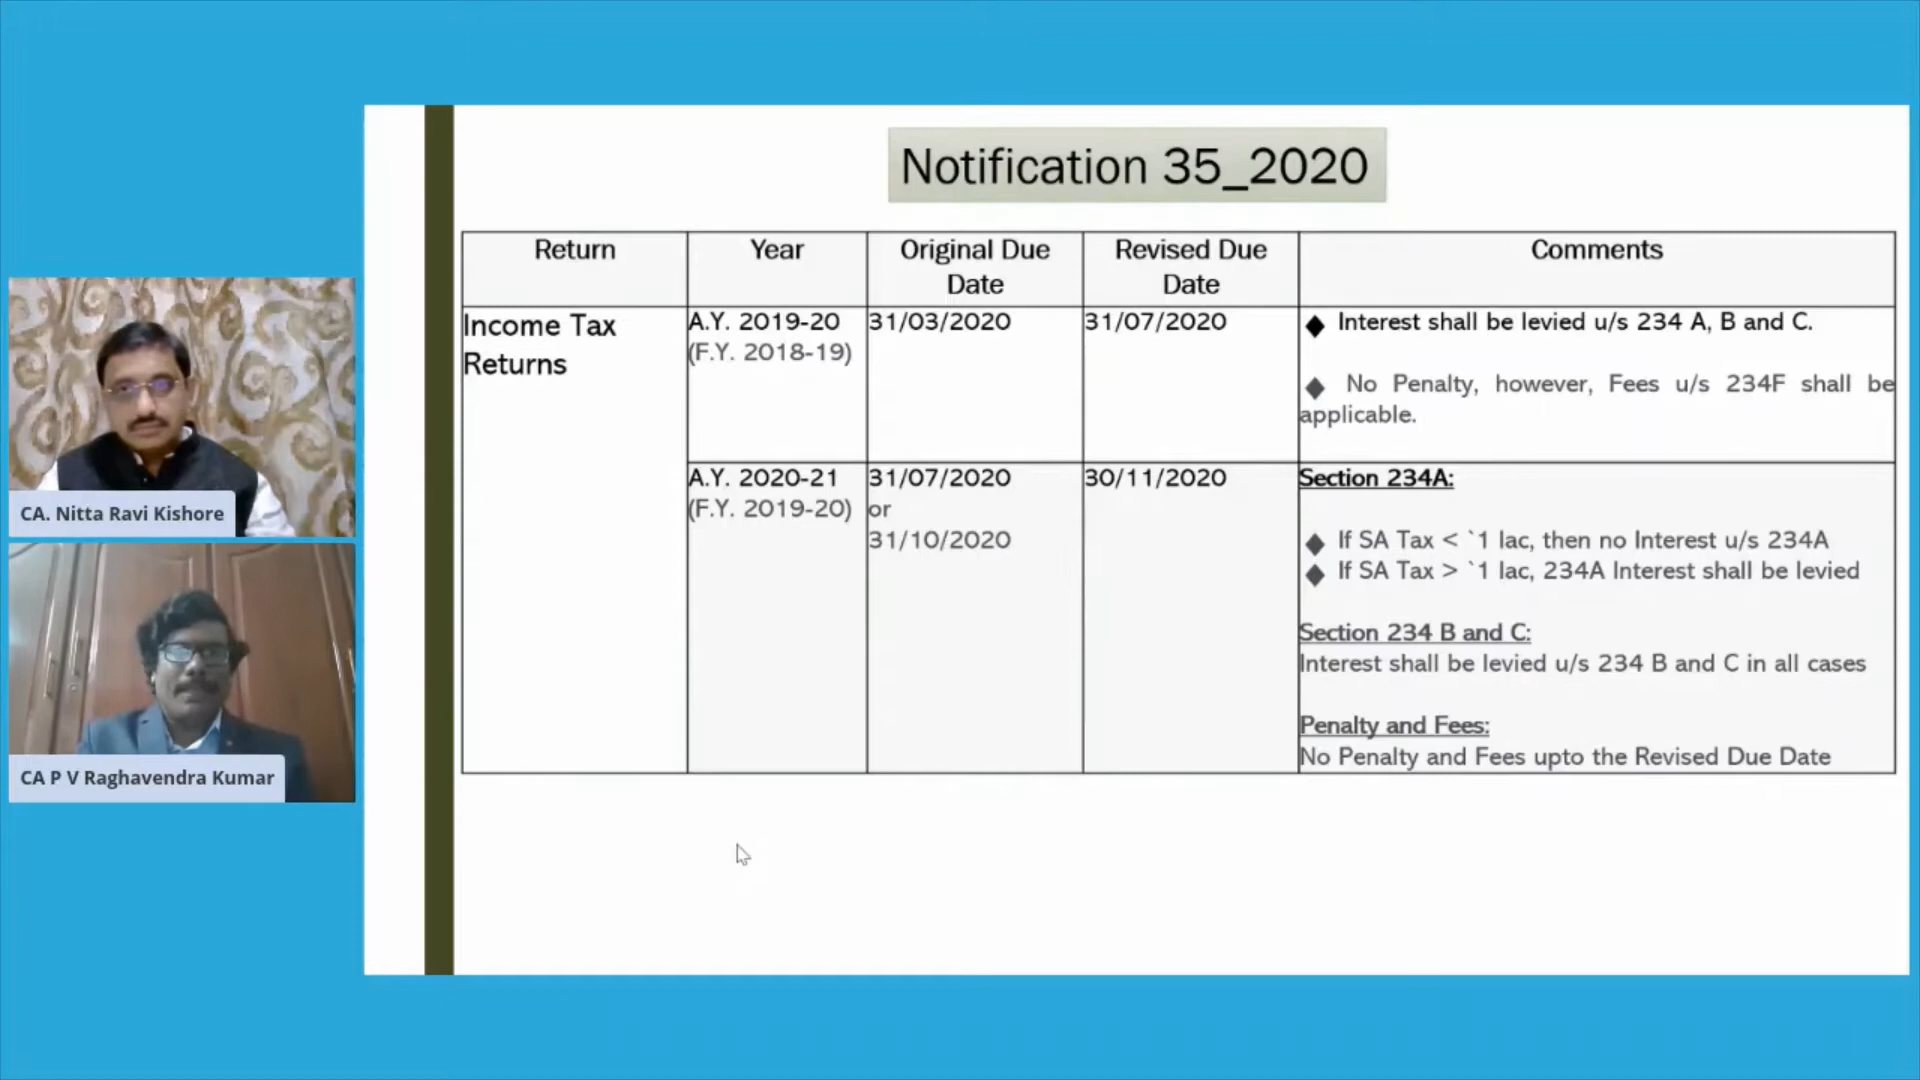 Notification 35_2020
Return Year Original Due Date Revised Due Date Comments
Income Tax Returns
A.Y. 2019-20
(F.Y. 2018-19)
31/03/2020
31/07/2020
◆ Interest shall be levied u/s 234 A, B and C.
◆ No Penalty, however, Fees u/s 234F shall be
applicable.
A.Y. 2020-21
(F.Y. 2019-20)
31/07/2020
or
31/10/2020
30/11/2020
Section 234A:
◆ If SA Tax < `1 lac, then no Interest u/s 234A
◆ If SA Tax > `1 lac, 234A Interest shall be levied
Section 234 B and C:
Interest shall be levied u/s 234 B and C in all cases
Penalty and Fees:
No Penalty and Fees upto the Revised Due Date
CA. Nitta Ravi Kishore
CA P V Raghavendra Kumar